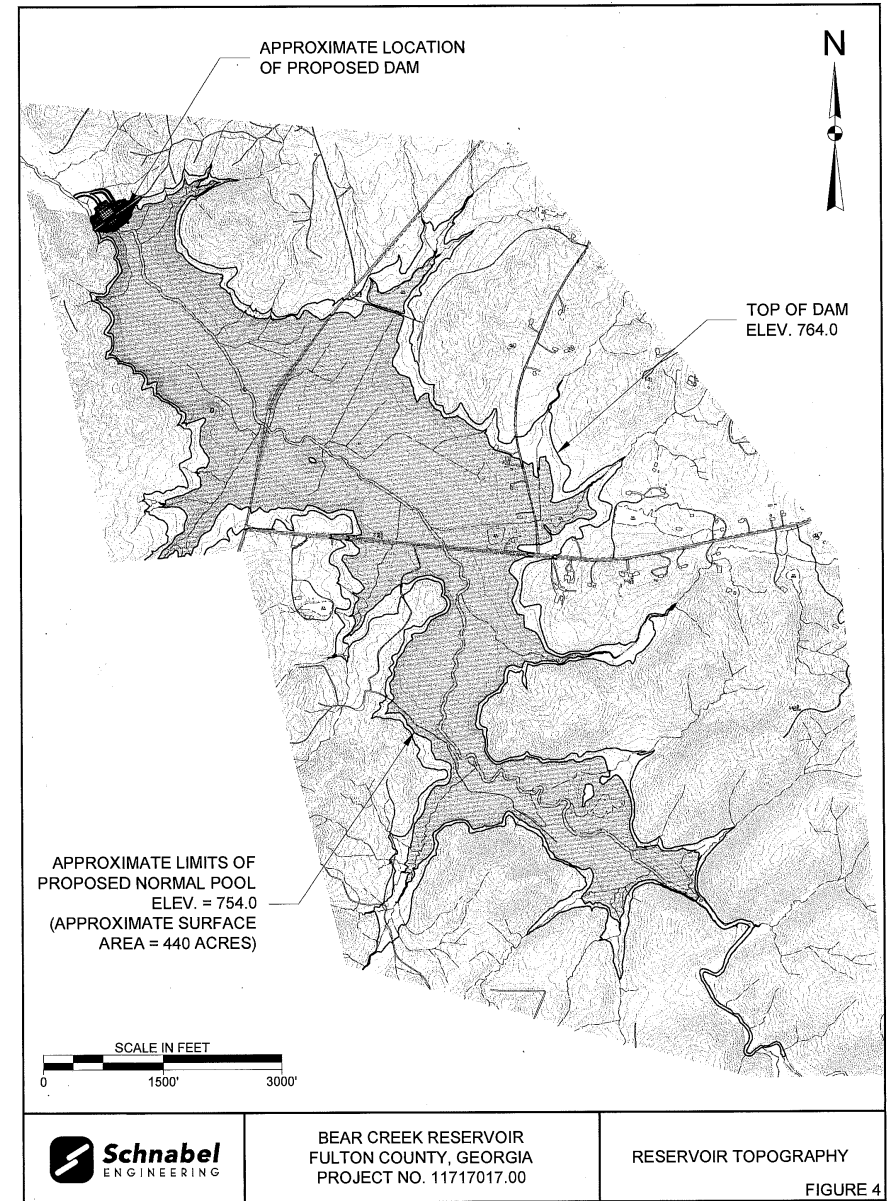 APPROXIMATE LOCATION
OF PROPOSED DAM
N
TOP OF DAM
ELEV. 764.0
APPROXIMATE LIMITS OF
PROPOSED NORMAL POOL
ELEV. = 754.0
(APPROXIMATE SURFACE
AREA = 440 ACRES)
SCALE IN FEET
0 1500' 3000'
Schnabel
ENGINEERING
BEAR CREEK RESERVOIR
FULTON COUNTY, GEORGIA
PROJECT NO. 11717017.00
RESERVOIR TOPOGRAPHY
FIGURE 4